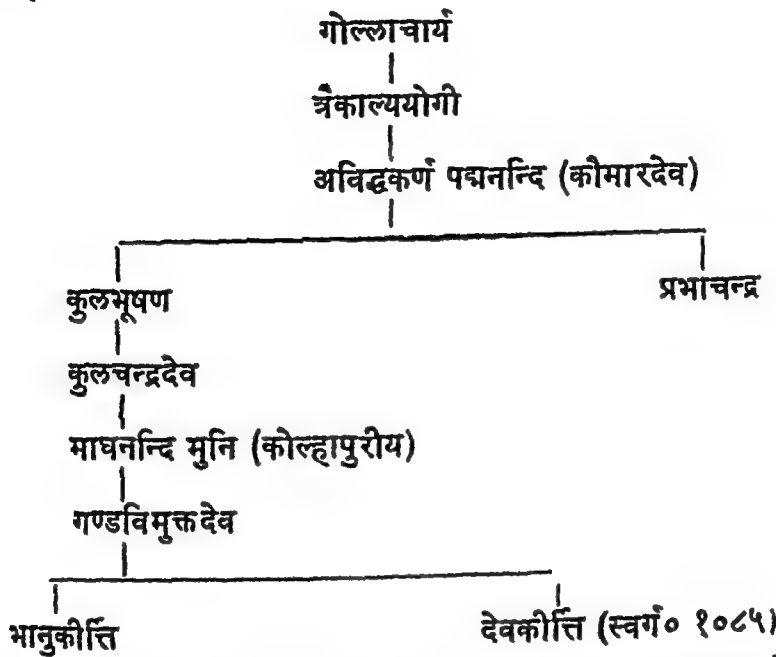 गोल्लाचार्य
त्रैकाल्ययोगी
अविद्धकर्ण पद्मनन्दि (कौमारदेव)
कुलभूषण प्रभाचन्द्र
कुलचन्द्रदेव
माघनन्दि मुनि (कोल्हापुरीय)
गण्डविमुक्तदेव
भानुकीर्त्ति देवकीर्त्ति (स्वर्ग० १०८५)